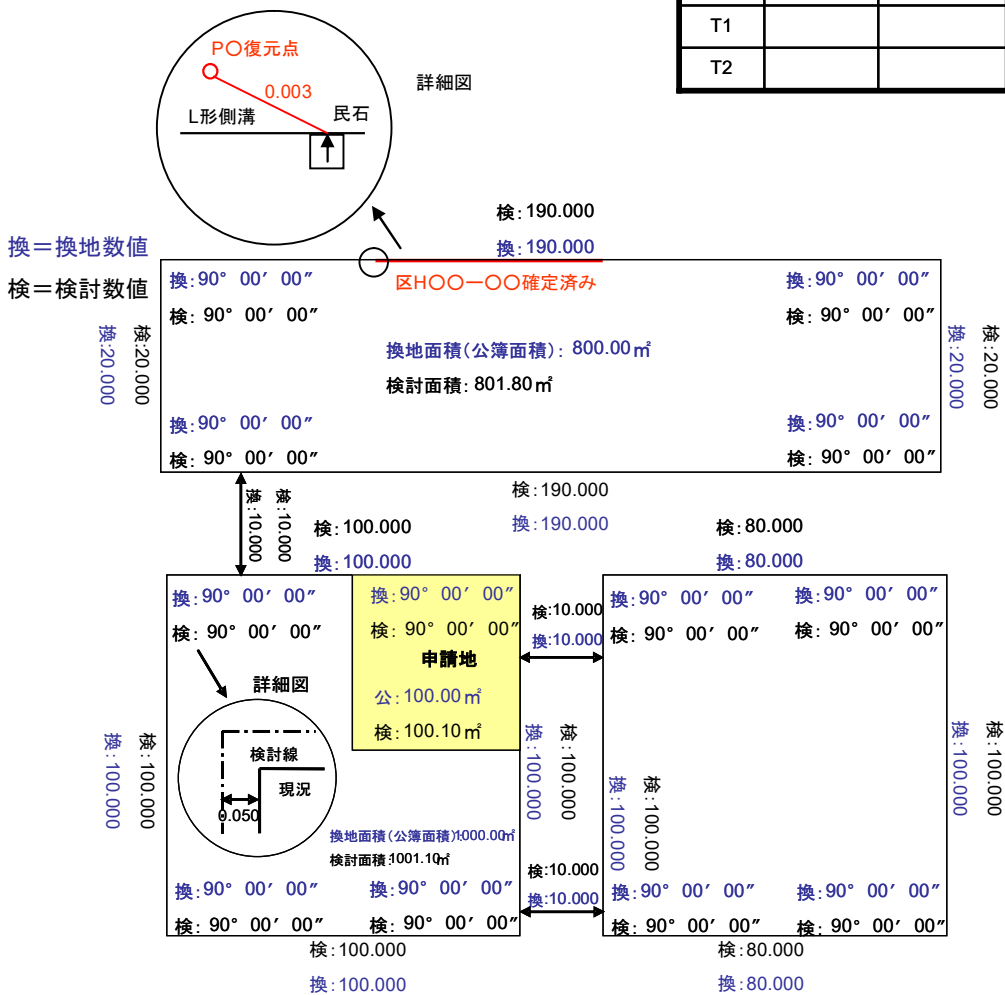 T1
T2
P〇復元点
0.003
L形側溝
民石
詳細図
検:190.000
換:190.000
換=換地数値
検=検討数値
換:90° 00′ 00″
検: 90° 00′ 00″
区H〇〇ー〇〇確定済み
換:90° 00′ 00″
検: 90° 00′ 00″
換:20.000
検:20.000
換地面積(公簿面積): 800.00㎡
検討面積: 801.80㎡
換:20.000
検:20.000
換:90° 00′ 00″
検: 90° 00′ 00″
換:90° 00′ 00″
検: 90° 00′ 00″
検:190.000
換:190.000
換:10.000
検:10.000
検:100.000
換:100.000
検:80.000
換:80.000
換:90° 00′ 00″
検: 90° 00′ 00″
換:90° 00′ 00″
検: 90° 00′ 00″
申請地
公:100.00㎡
検:100.10㎡
検:10.000
換:10.000
換:90° 00′ 00″
検: 90° 00′ 00″
換:90° 00′ 00″
検: 90° 00′ 00″
詳細図
検討線
現況
0.050
換:100.000
検:100.000
換:100.000
検:100.000
換:100.000
検:100.000
換:100.000
検:100.000
換地面積(公簿面積):1000.00㎡
検討面積:1001.10㎡
換:90° 00′ 00″
検: 90° 00′ 00″
換:90° 00′ 00″
検: 90° 00′ 00″
検:10.000
換:10.000
換:90° 00′ 00″
検: 90° 00′ 00″
換:90° 00′ 00″
検: 90° 00′ 00″
検:100.000
換:100.000
検:80.000
換:80.000